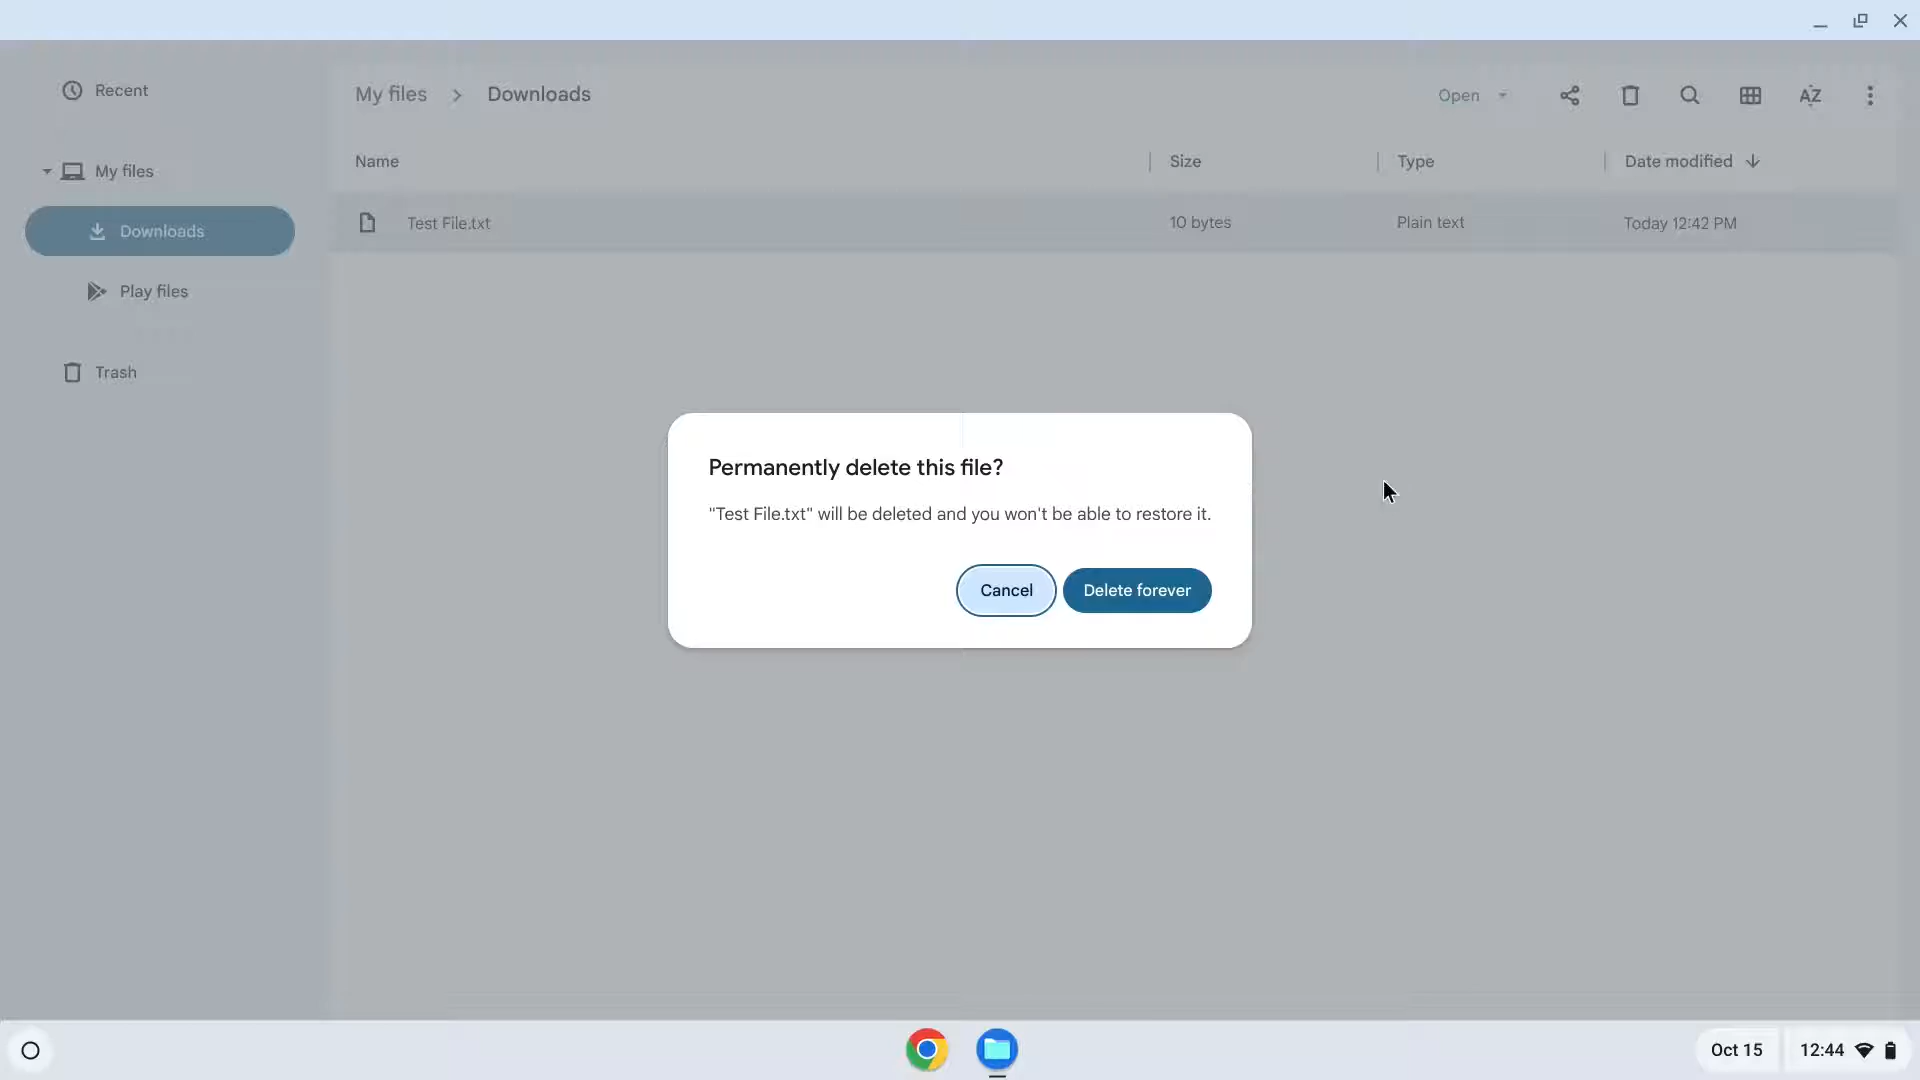 Recent
My files
Downloads
Play files
Trash
My files > Downloads
Open
AZ
Name Size Type Date modified
Test File.txt 10 bytes Plain text Today 12:42 PM
Permanently delete this file?
"Test File.txt" will be deleted and you won't be able to restore it.
Cancel Delete forever
Oct 15 12:44